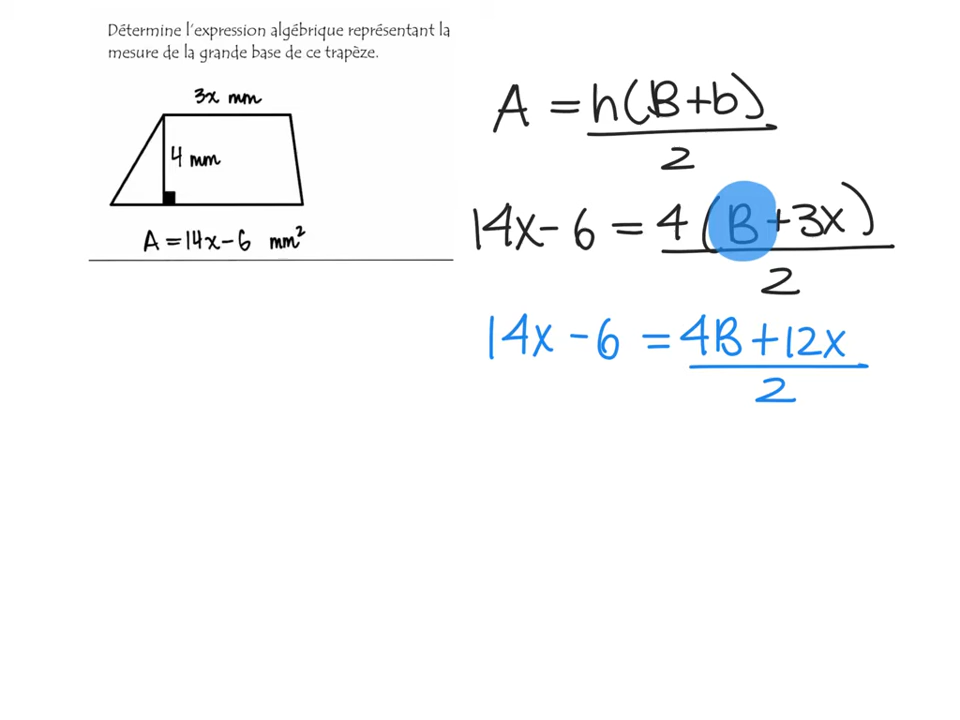 Détermine l'expression algébrique représentant la
mesure de la grande base de ce trapèze.
3x mm
4 mm
A = 14x - 6 mm²
A = h(B+b)
2
14x - 6 = 4(B+3x)
2
14x - 6 = 4B + 12x
2